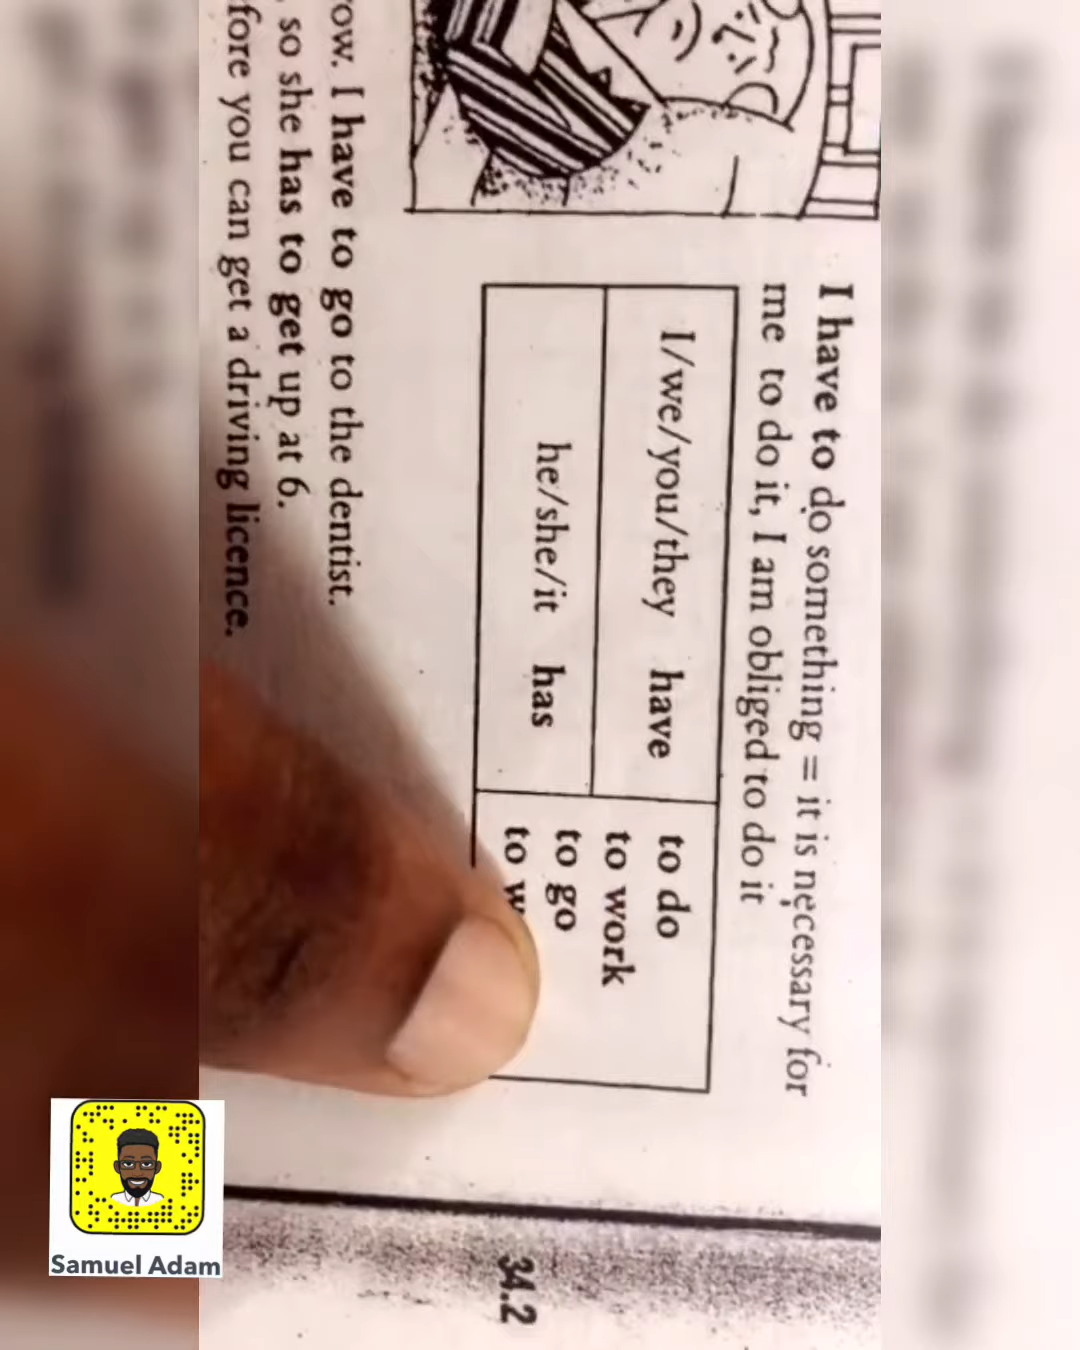 I have to do something = it is necessary for
me to do it, I am obliged to do it
I/we/you/they have
he/she/it has
to do
to work
to go
to
I have to go to the dentist.
so she has to get up at 6.
you can get a driving licence.
34.2
Samuel Adam